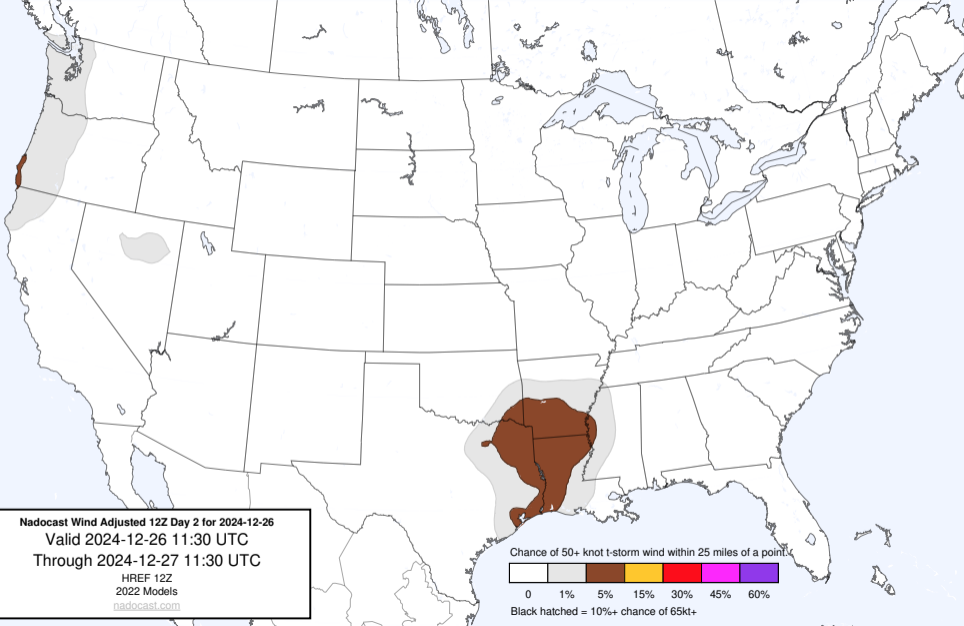 Nadocast Wind Adjusted 12Z Day 2 for 2024-12-26
Valid 2024-12-26 11:30 UTC
Through 2024-12-27 11:30 UTC
HREF 12Z
2022 Models
nadocast.com
Chance of 50+ knot t-storm wind within 25 miles of a point.
0 1% 5% 15% 30% 45% 60%
Black hatched = 10%+ chance of 65kt+